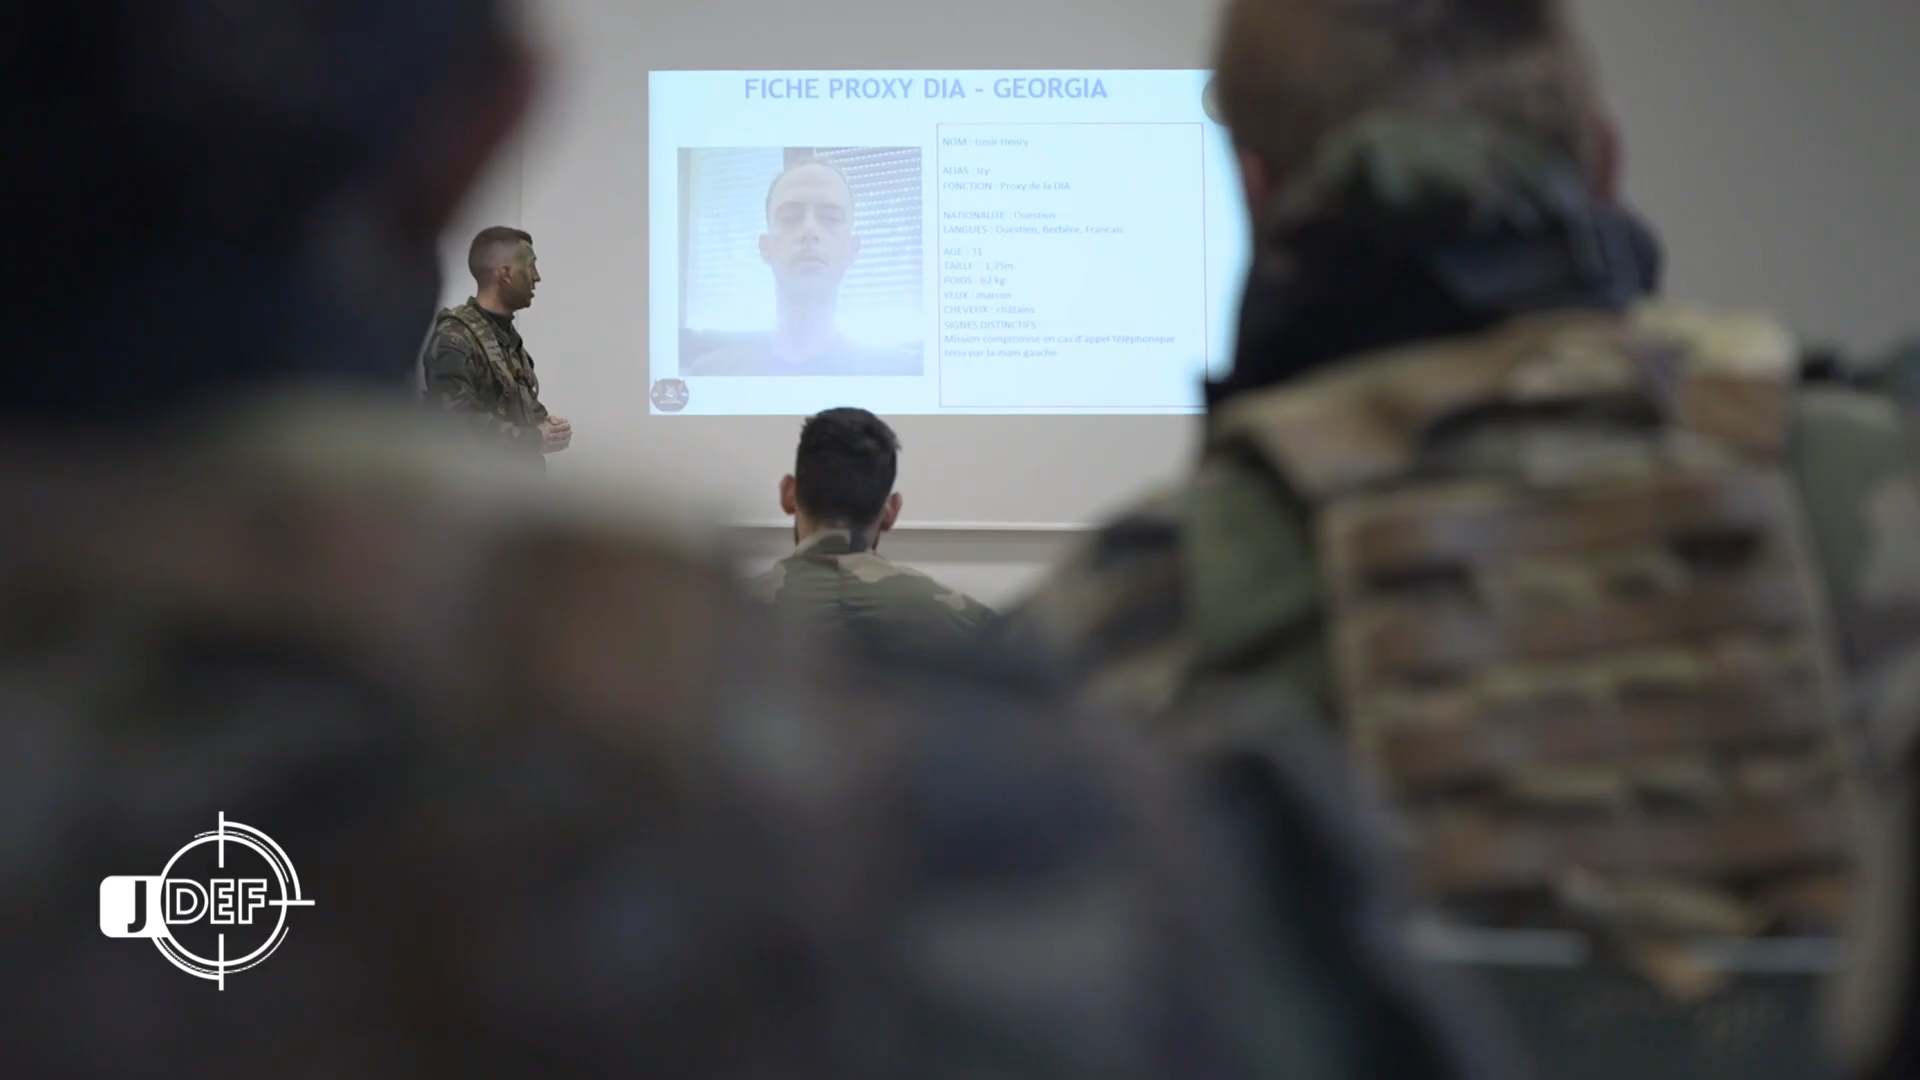 FICHE PROXY DIA - GEORGIA
NOM : Izmir Henry
ALIAS : Izy
FONCTION : Proxy de la DIA
NATIONALITE : Ouestien
LANGUES : Ouestien, Berbère, Francais
AGE : 31
TAILLE : 1,75m
POIDS : 62 kg
YEUX : marron
CHEVEUX : châtains
SIGNES DISTINCTIFS :
Mission compromise en cas d'appel téléphonique
tenu par la main gauche
JDEF